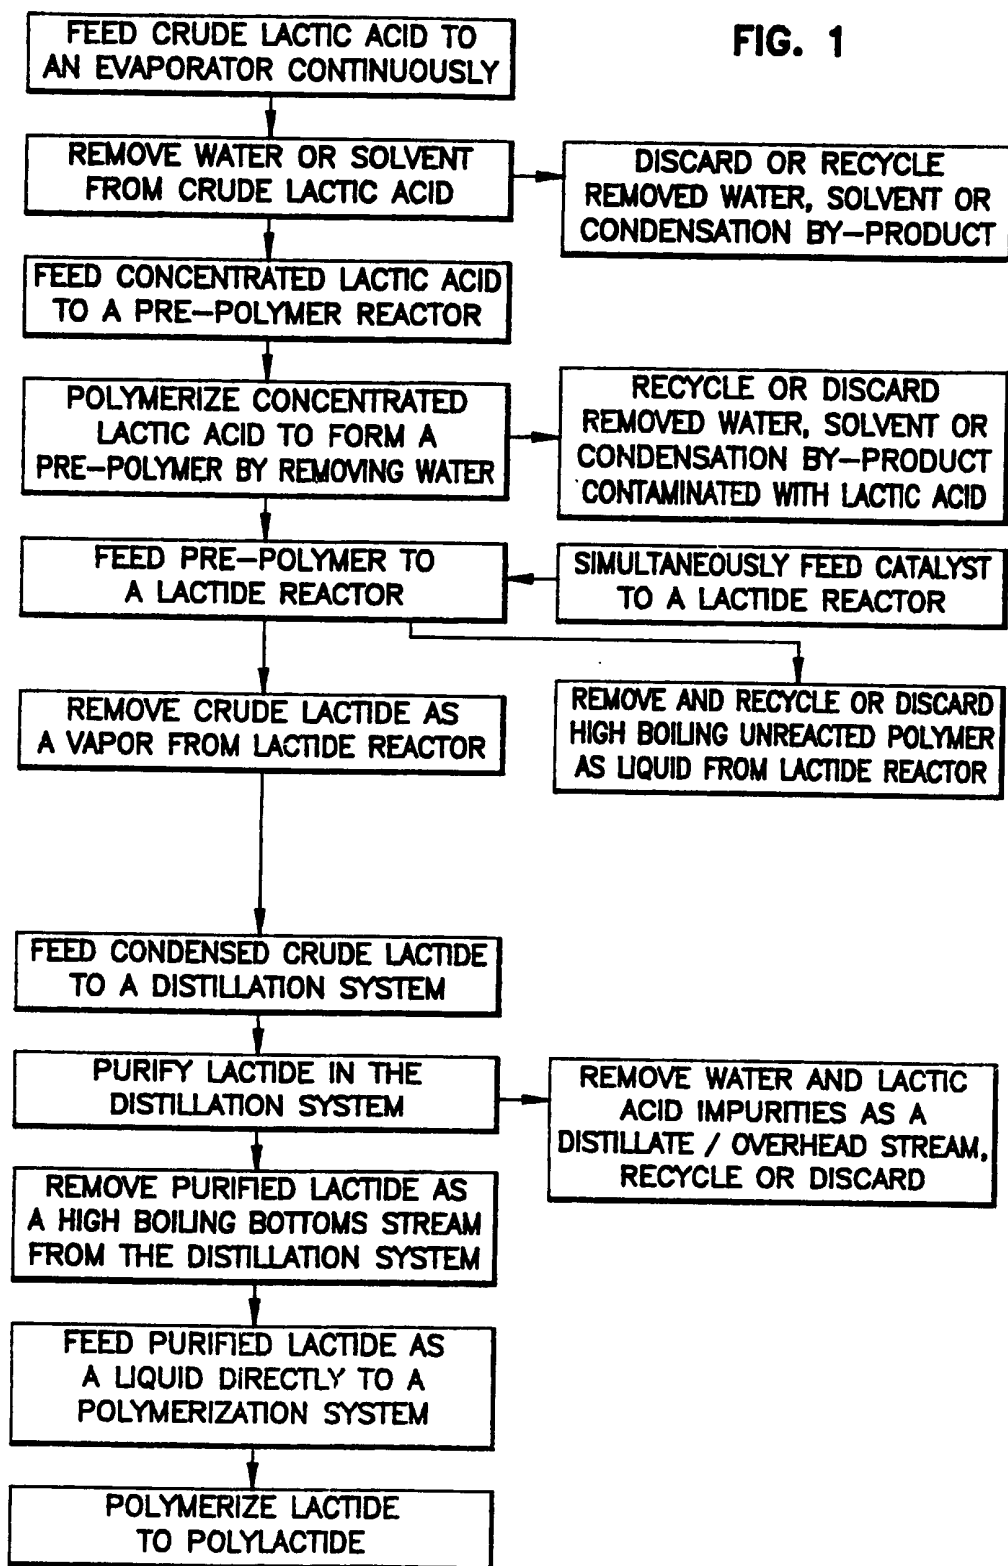 FIG. 1
FEED CRUDE LACTIC ACID TO
AN EVAPORATOR CONTINUOUSLY
REMOVE WATER OR SOLVENT
FROM CRUDE LACTIC ACID
DISCARD OR RECYCLE
REMOVED WATER, SOLVENT OR
CONDENSATION BY-PRODUCT
FEED CONCENTRATED LACTIC ACID
TO A PRE-POLYMER REACTOR
POLYMERIZE CONCENTRATED
LACTIC ACID TO FORM A
PRE-POLYMER BY REMOVING WATER
RECYCLE OR DISCARD
REMOVED WATER, SOLVENT OR
CONDENSATION BY-PRODUCT
CONTAMINATED WITH LACTIC ACID
FEED PRE-POLYMER TO
A LACTIDE REACTOR
SIMULTANEOUSLY FEED CATALYST
TO A LACTIDE REACTOR
REMOVE CRUDE LACTIDE AS
A VAPOR FROM LACTIDE REACTOR
REMOVE AND RECYCLE OR DISCARD
HIGH BOILING UNREACTED POLYMER
AS LIQUID FROM LACTIDE REACTOR
FEED CONDENSED CRUDE LACTIDE
TO A DISTILLATION SYSTEM
PURIFY LACTIDE IN THE
DISTILLATION SYSTEM
REMOVE WATER AND LACTIC
ACID IMPURITIES AS A
DISTILLATE / OVERHEAD STREAM,
RECYCLE OR DISCARD
REMOVE PURIFIED LACTIDE AS
A HIGH BOILING BOTTOMS STREAM
FROM THE DISTILLATION SYSTEM
FEED PURIFIED LACTIDE AS
A LIQUID DIRECTLY TO A
POLYMERIZATION SYSTEM
POLYMERIZE LACTIDE
TO POLYLACTIDE